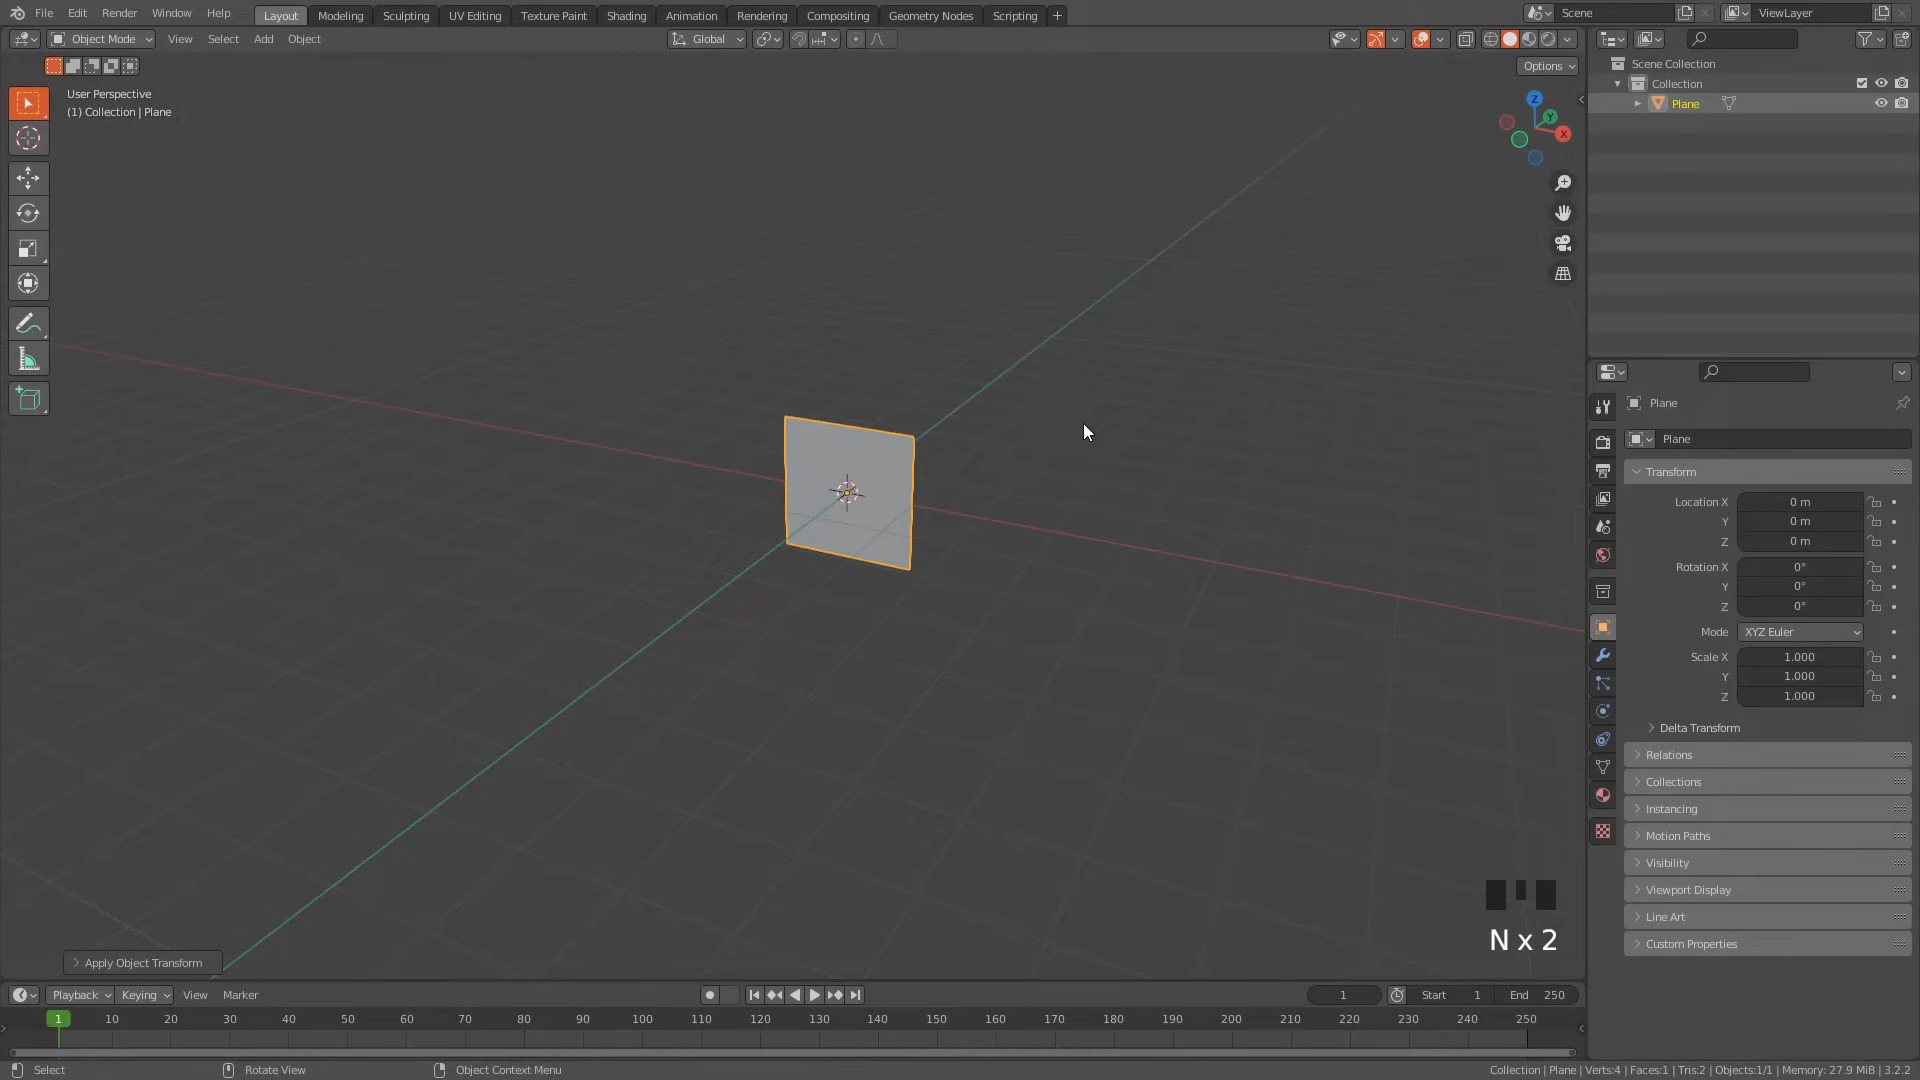 File Edit Render Window Help Layout Modeling Sculpting UV Editing Texture Paint Shading Animation Rendering Compositing Geometry Nodes Scripting + Scene ViewLayer
Object Mode View Select Add Object Global
Options
User Perspective
(1) Collection | Plane
Z
Y
X
Scene Collection
Collection
Plane
Plane
Plane
Transform
Location X 0 m
Y 0 m
Z 0 m
Rotation X 0°
Y 0°
Z 0°
Mode XYZ Euler
Scale X 1.000
Y 1.000
Z 1.000
Delta Transform
Relations
Collections
Instancing
Motion Paths
Visibility
Viewport Display
Line Art
Custom Properties
N x 2
Apply Object Transform
Playback Keying View Marker 1 Start 1 End 250
1 10 20 30 40 50 60 70 80 90 100 110 120 130 140 150 160 170 180 190 200 210 220 230 240 250
Select Rotate View Object Context Menu Collection | Plane | Verts:4 | Faces:1 | Tris:2 | Objects:1/1 | Memory: 27.9 MiB | 3.2.2